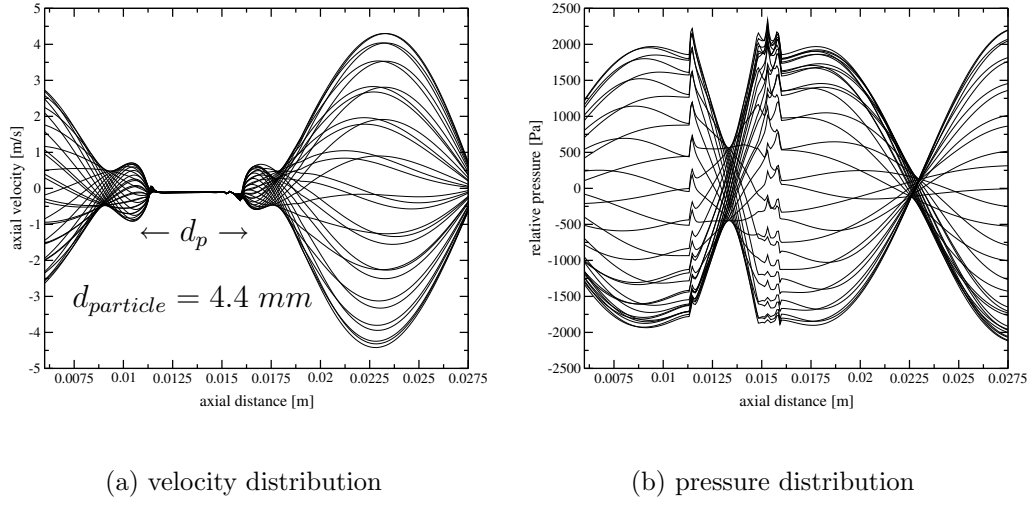 5
4
3
2
1
0
-1
-2
-3
-4
-5
axial velocity [m/s]
← d_p →
d_{particle} = 4.4 mm
0.0075 0.01 0.0125 0.015 0.0175 0.02 0.0225 0.025 0.0275
axial distance [m]
(a) velocity distribution
2500
2000
1500
1000
500
0
-500
-1000
-1500
-2000
-2500
relative pressure [Pa]
0.0075 0.01 0.0125 0.015 0.0175 0.02 0.0225 0.025 0.0275
axial distance [m]
(b) pressure distribution